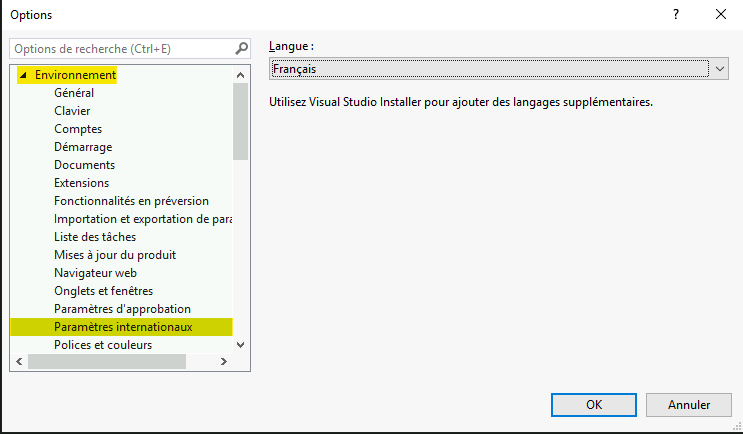 Options
?
Options de recherche (Ctrl+E)
Environnement
Général
Clavier
Comptes
Démarrage
Documents
Extensions
Fonctionnalités en préversion
Importation et exportation de para
Liste des tâches
Mises à jour du produit
Navigateur web
Onglets et fenêtres
Paramètres d'approbation
Paramètres internationaux
Polices et couleurs
Langue :
Français
Utilisez Visual Studio Installer pour ajouter des langages supplémentaires.
OK
Annuler